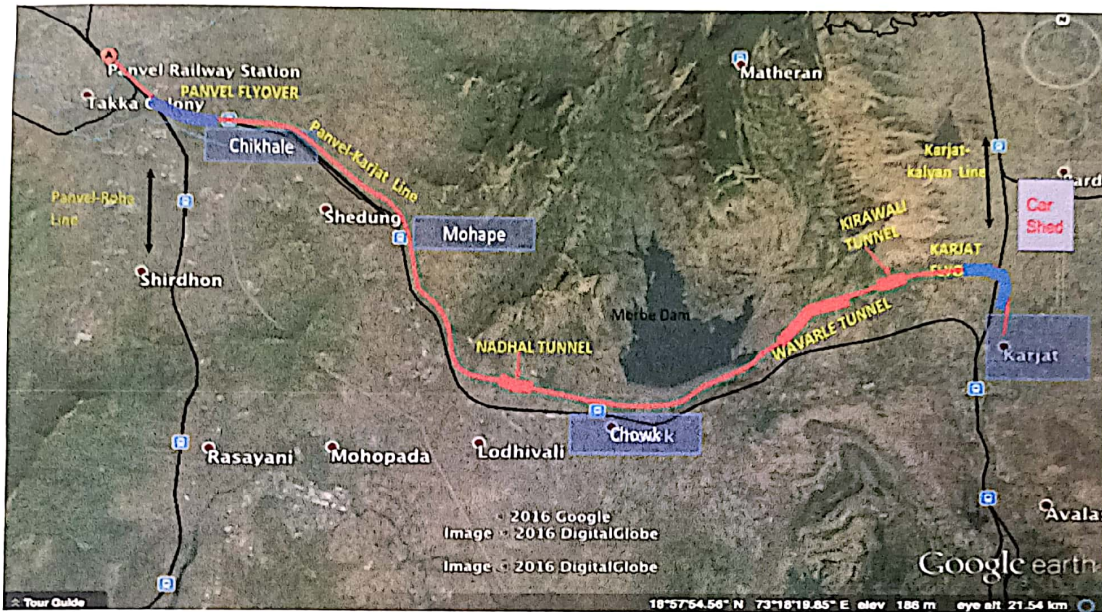 N
A
Panvel Railway Station
PANVEL FLYOVER
Takka Colony
Chikhale
Matheran
Panvel-Karjat Line
Karjat-
kalyan Line
Panvel-Roha
Line
Shedung
Mohape
Car
Shed
KIRAWALI
TUNNEL
KARJAT
Shirdhon
Morbe Dam
NADHAL TUNNEL
WAVARLE TUNNEL
Karjat
Chowk
Rasayani
Mohopada
Lodhivali
© 2016 Google
Image © 2016 DigitalGlobe
Image © 2016 DigitalGlobe
Google earth
Tour Guide
18°57'54.56" N 73°18'19.85" E elev 186 m eye alt 21.54 km